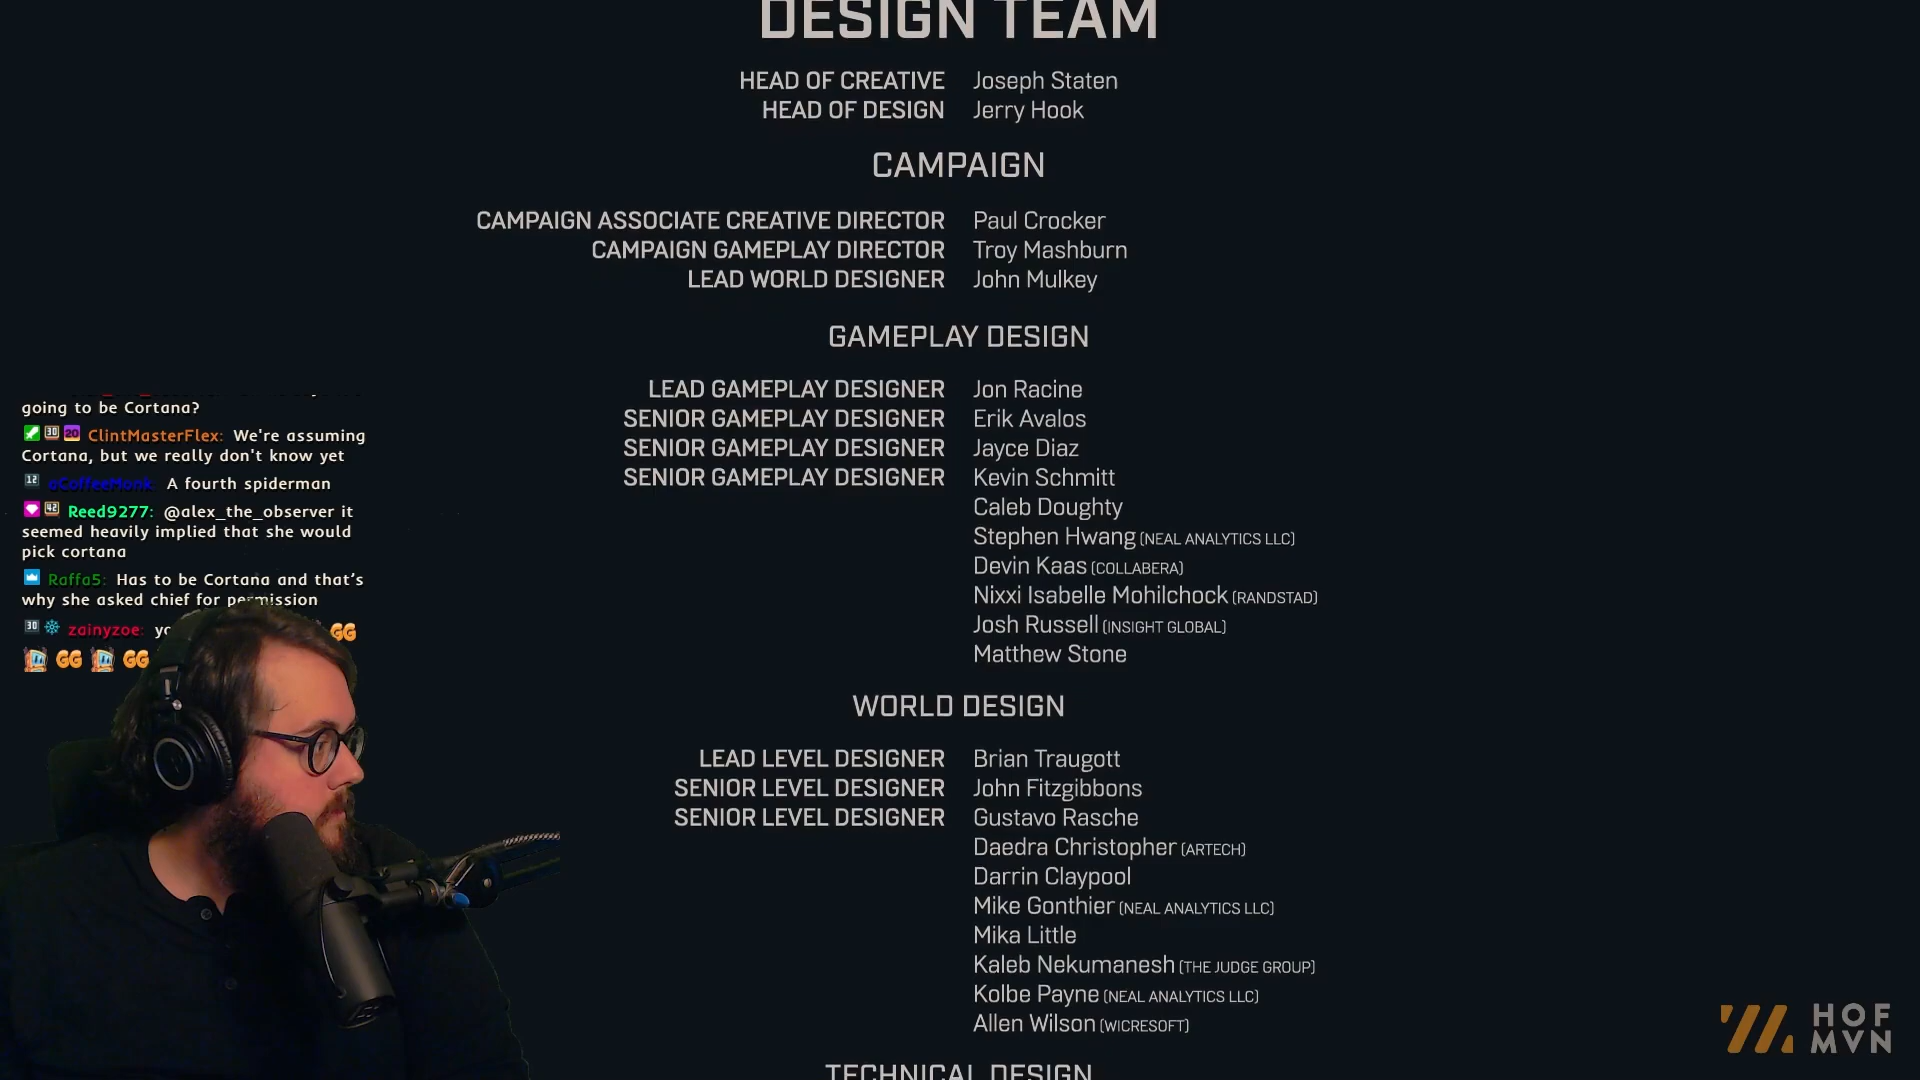 DESIGN TEAM
HEAD OF CREATIVE Joseph Staten
HEAD OF DESIGN Jerry Hook
CAMPAIGN
CAMPAIGN ASSOCIATE CREATIVE DIRECTOR Paul Crocker
CAMPAIGN GAMEPLAY DIRECTOR Troy Mashburn
LEAD WORLD DESIGNER John Mulkey
GAMEPLAY DESIGN
LEAD GAMEPLAY DESIGNER Jon Racine
SENIOR GAMEPLAY DESIGNER Erik Avalos
SENIOR GAMEPLAY DESIGNER Jayce Diaz
SENIOR GAMEPLAY DESIGNER Kevin Schmitt
Caleb Doughty
Stephen Hwang (NEAL ANALYTICS LLC)
Devin Kaas (COLLABERA)
Nixxi Isabelle Mohilchock (RANDSTAD)
Josh Russell (INSIGHT GLOBAL)
Matthew Stone
WORLD DESIGN
LEAD LEVEL DESIGNER Brian Traugott
SENIOR LEVEL DESIGNER John Fitzgibbons
SENIOR LEVEL DESIGNER Gustavo Rasche
Daedra Christopher (ARTECH)
Darrin Claypool
Mike Gonthier (NEAL ANALYTICS LLC)
Mika Little
Kaleb Nekumanesh (THE JUDGE GROUP)
Kolbe Payne (NEAL ANALYTICS LLC)
Allen Wilson (WICRESOFT)
TECHNICAL DESIGN
going to be Cortana?
30 20 ClintMasterFlex: We're assuming
Cortana, but we really don't know yet
12 aCoffeeMonk: A fourth spiderman
42 Reed9277: @alex_the_observer it
seemed heavily implied that she would
pick cortana
Raffa5: Has to be Cortana and that's
why she asked chief for permission
30 zainyzoe: GG
GG GG
HOF
MVN